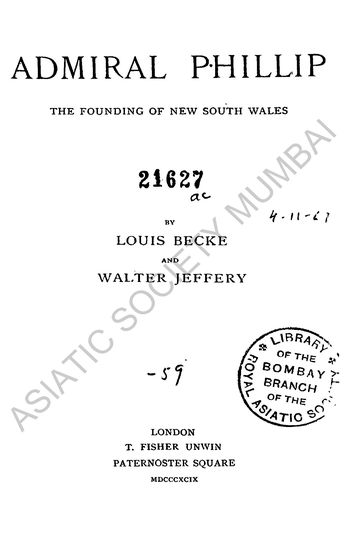 ADMIRAL PHILLIP
THE FOUNDING OF NEW SOUTH WALES
21627
ac
4-11-67
BY
LOUIS BECKE
AND
WALTER JEFFERY
-59
LIBRARY
OF THE
BOMBAY
BRANCH
OF THE
ROYAL ASIATIC SOCIETY
LONDON
T. FISHER UNWIN
PATERNOSTER SQUARE
MDCCCXCIX
ASIATIC SOCIETY MUMBAI